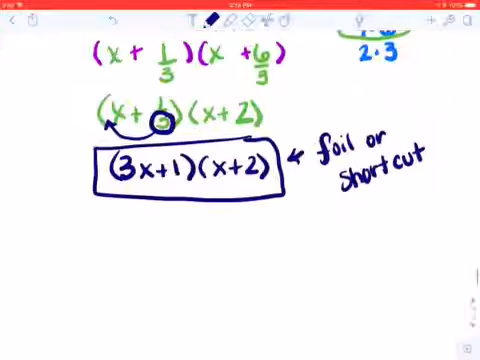 (x + 1/3)(x + 6/3)
2·3
(x + 1/3)(x + 2)
(3x+1)(x+2) ← foil or
shortcut